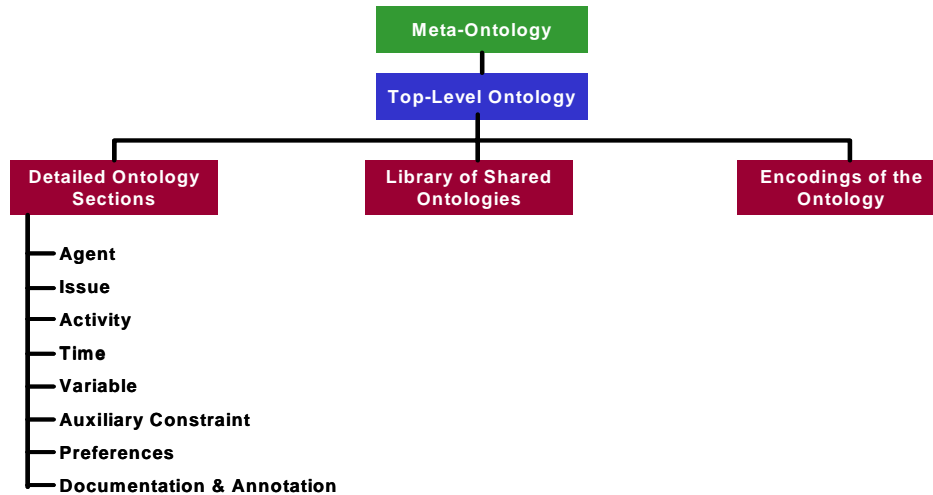 Meta-Ontology
Top-Level Ontology
Detailed Ontology
Sections
Library of Shared
Ontologies
Encodings of the
Ontology
Agent
Issue
Activity
Time
Variable
Auxiliary Constraint
Preferences
Documentation & Annotation